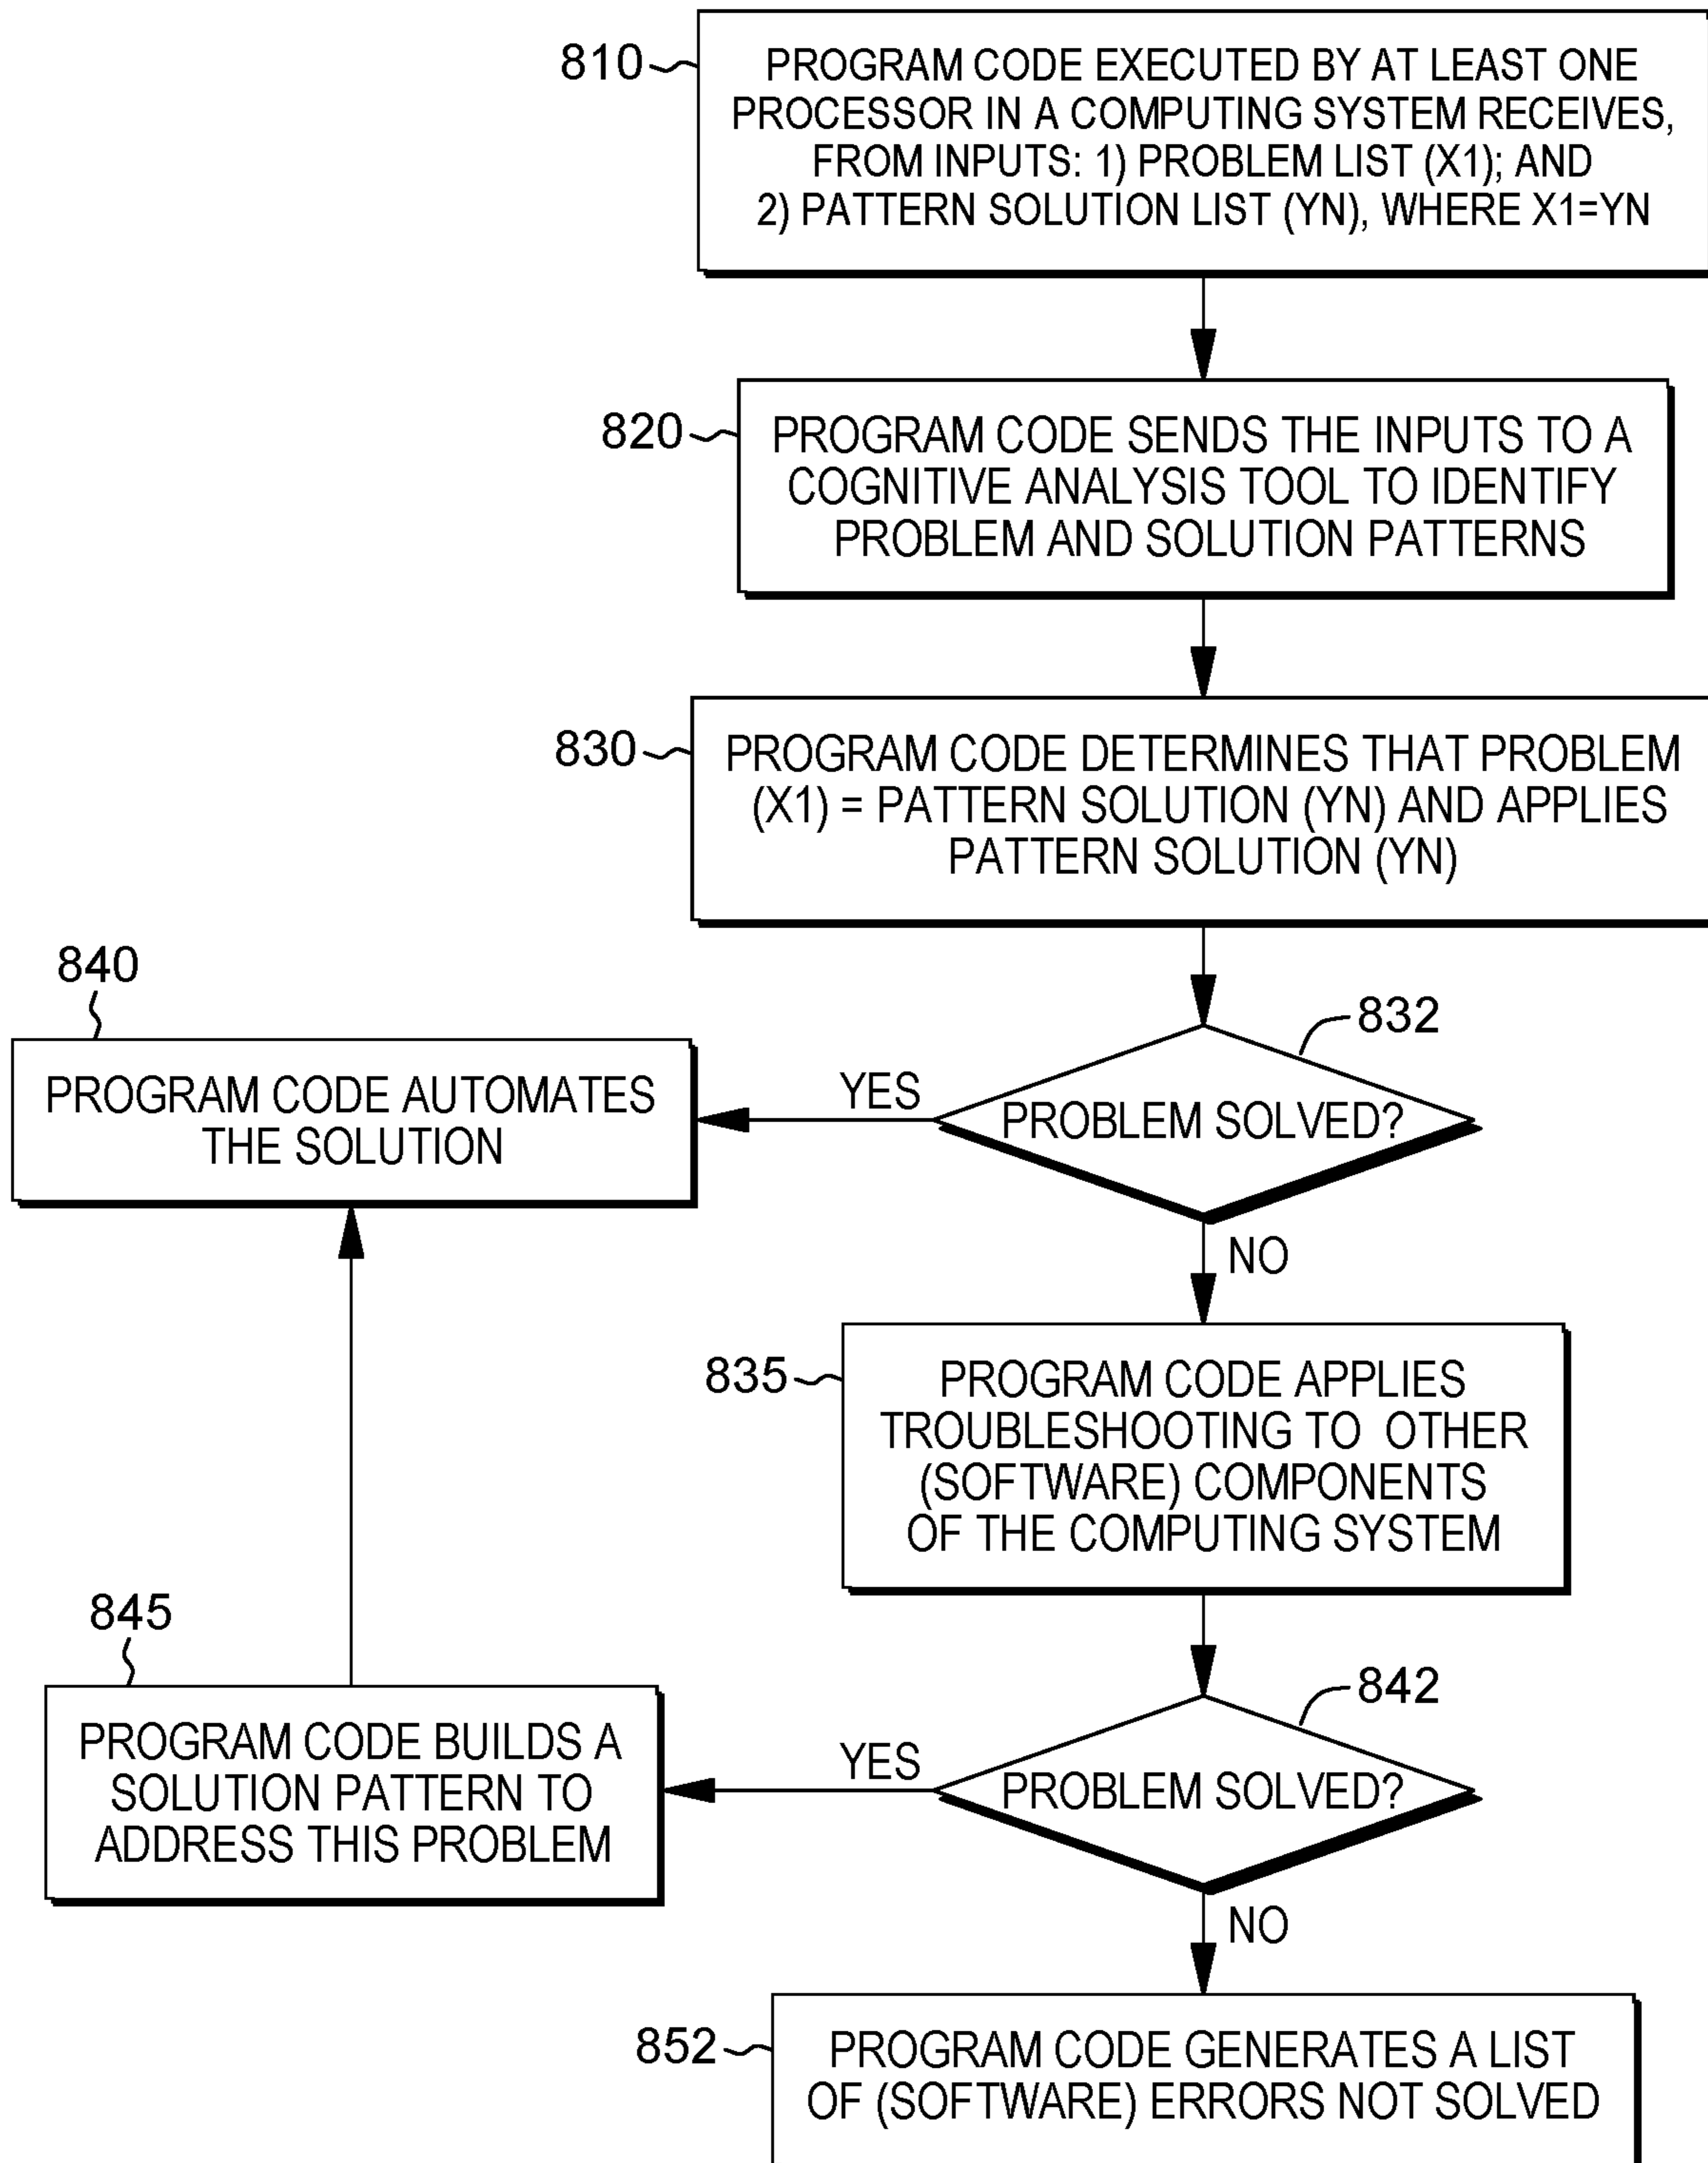 810
PROGRAM CODE EXECUTED BY AT LEAST ONE
PROCESSOR IN A COMPUTING SYSTEM RECEIVES,
FROM INPUTS: 1) PROBLEM LIST (X1); AND
2) PATTERN SOLUTION LIST (YN), WHERE X1=YN
820
PROGRAM CODE SENDS THE INPUTS TO A
COGNITIVE ANALYSIS TOOL TO IDENTIFY
PROBLEM AND SOLUTION PATTERNS
830
PROGRAM CODE DETERMINES THAT PROBLEM
(X1) = PATTERN SOLUTION (YN) AND APPLIES
PATTERN SOLUTION (YN)
832
PROBLEM SOLVED?
YES
840
PROGRAM CODE AUTOMATES
THE SOLUTION
NO
835
PROGRAM CODE APPLIES
TROUBLESHOOTING TO OTHER
(SOFTWARE) COMPONENTS
OF THE COMPUTING SYSTEM
842
PROBLEM SOLVED?
YES
845
PROGRAM CODE BUILDS A
SOLUTION PATTERN TO
ADDRESS THIS PROBLEM
NO
852
PROGRAM CODE GENERATES A LIST
OF (SOFTWARE) ERRORS NOT SOLVED